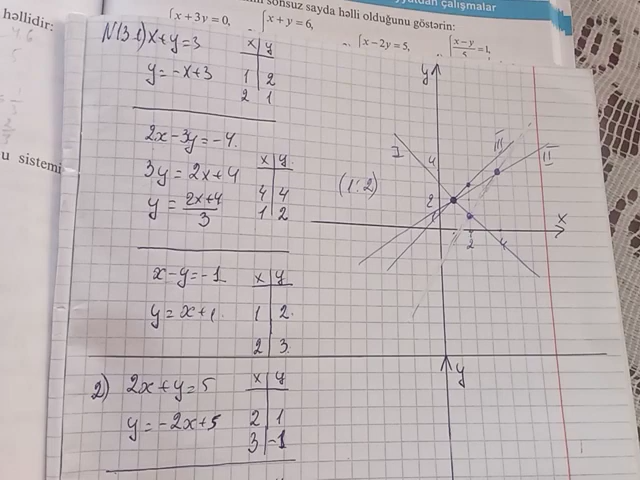 sonsuz sayda həlli olduğunu göstərin:
çalışmalar
həllidir:
x + 3y = 0,
x + y = 6,
x − 2y = 5,
x − y
= 1,
u sistemi
N13 1) x + y = 3
y = −x + 3
x y
1 2
2 1
2x − 3y = −4.
3y = 2x + 4
y = 2x+4
3
x y
4 4
1 2
x − y = −1
y = x + 1.
x y
1 2.
2 3.
(1; 2)
y
I
III
II
4
2
1
x
2
4
2) 2x + y = 5
y = −2x + 5
x y
2 1
3 −1
y